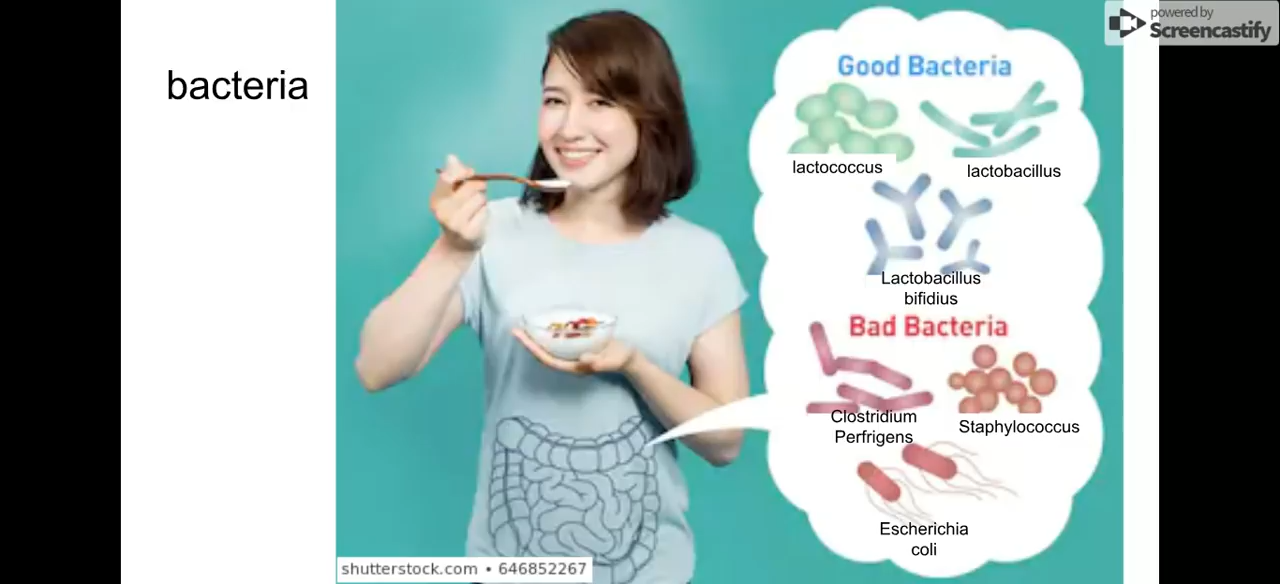 powered by
Screencastify
bacteria
Good Bacteria
lactococcus
lactobacillus
Lactobacillus
bifidius
Bad Bacteria
Clostridium
Perfrigens
Staphylococcus
Escherichia
coli
shutterstock.com • 646852267